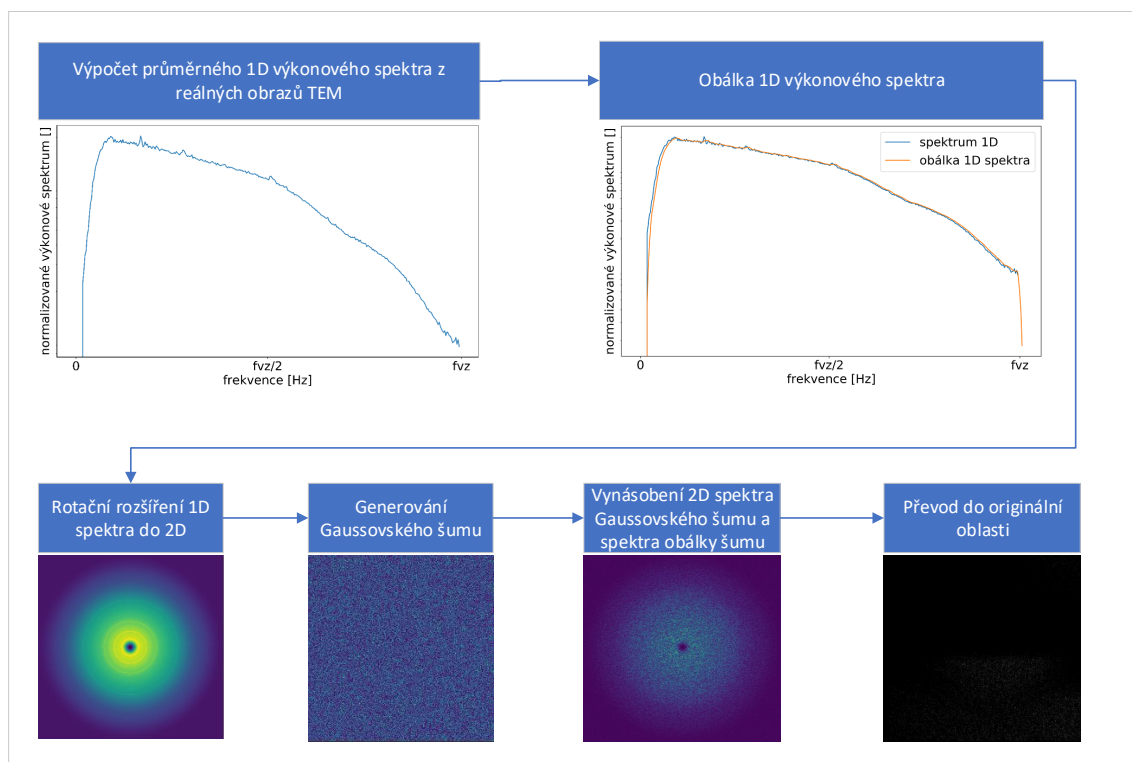 Výpočet průměrného 1D výkonového spektra z
reálných obrazů TEM
Obálka 1D výkonového spektra
normalizované výkonové spektrum []
0
fvz/2
fvz
frekvence [Hz]
normalizované výkonové spektrum []
spektrum 1D
obálka 1D spektra
0
fvz/2
fvz
frekvence [Hz]
Rotační rozšíření 1D
spektra do 2D
Generování
Gaussovského šumu
Vynásobení 2D spektra
Gaussovského šumu a
spektra obálky šumu
Převod do originální
oblasti